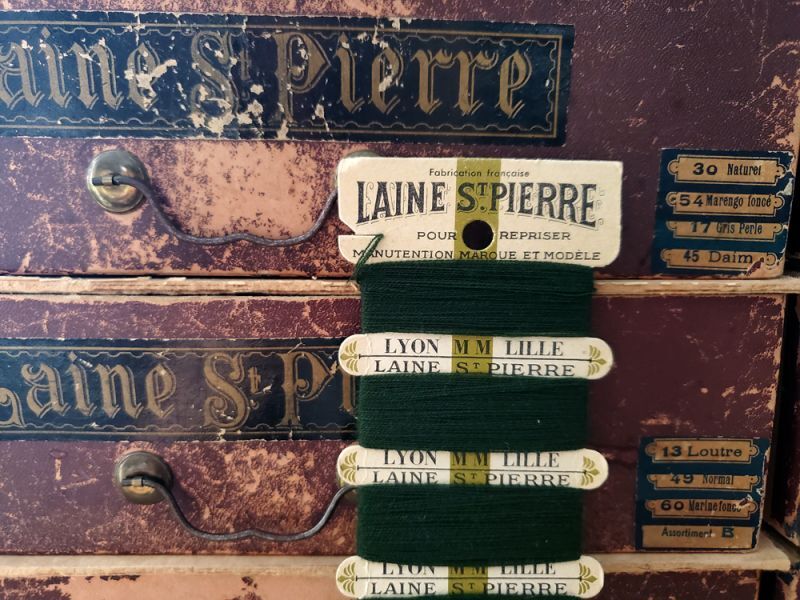 aine St Pierre
30 Naturel
54 Marengo foncé
17 Gris Perle
45 Daim
Fabrication française
LAINE ST PIERRE
POUR REPRISER
MANUTENTION MARQUE ET MODÈLE
LYON MM LILLE
LAINE ST PIERRE
Laine St Pi
13 Loutre
49 Normal
60 Marine foncé
Assortiment B
LYON MM LILLE
LAINE ST PIERRE
LYON MM LILLE
LAINE ST PIERRE